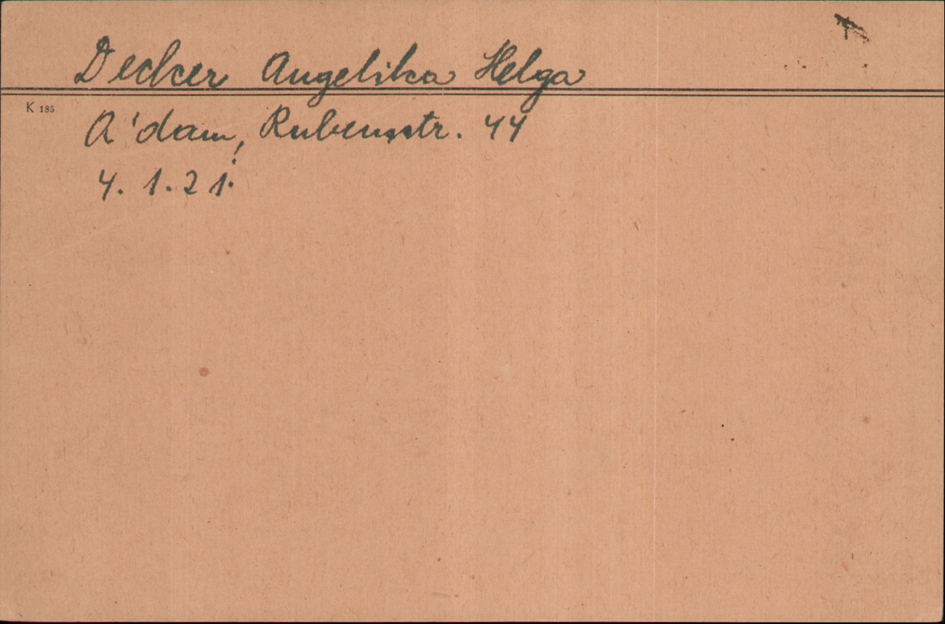 Decker Angelika Helga
K 185
A'dam, Rubensstr. 44
4. 1. 21.